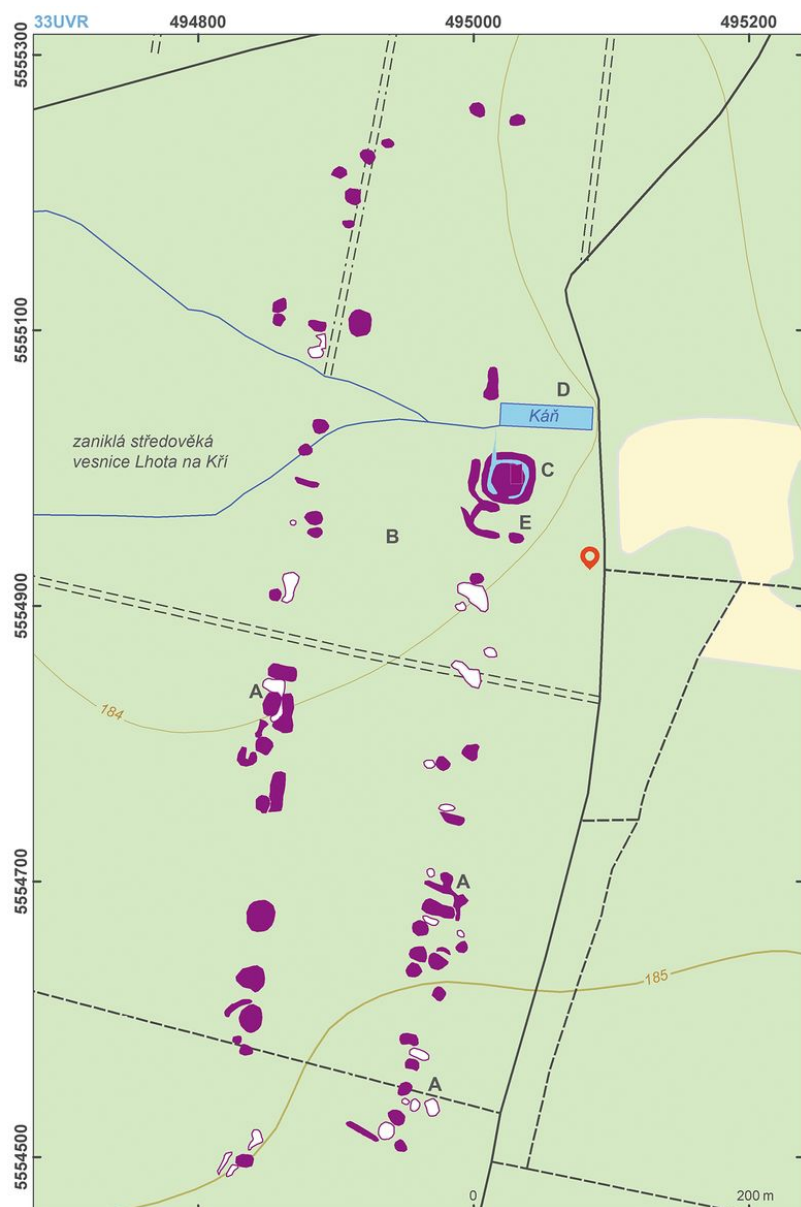 33UVR
494800
495000
495200
5555300
5555100
5554900
5554700
5554500
D
Káň
zaniklá středověká
vesnice Lhota na Kří
C
E
B
A
184
A
185
A
0
200 m